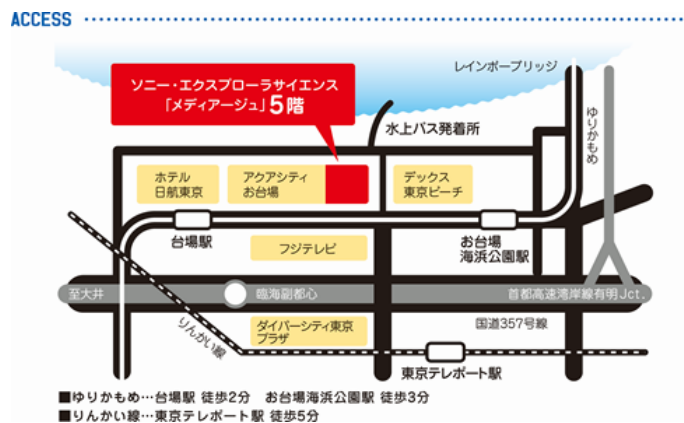 ACCESS
レインボーブリッジ
ソニー・エクスプローラサイエンス
「メディアージュ」5階
ゆりかもめ
水上バス発着所
ホテル
日航東京
アクアシティ
お台場
デックス
東京ビーチ
台場駅
フジテレビ
お台場
海浜公園駅
至大井
臨海副都心
首都高速湾岸線有明Jct.
りんかい線
ダイバーシティ東京
プラザ
国道357号線
東京テレポート駅
■ゆりかもめ…台場駅 徒歩2分 お台場海浜公園駅 徒歩3分
■りんかい線…東京テレポート駅 徒歩5分